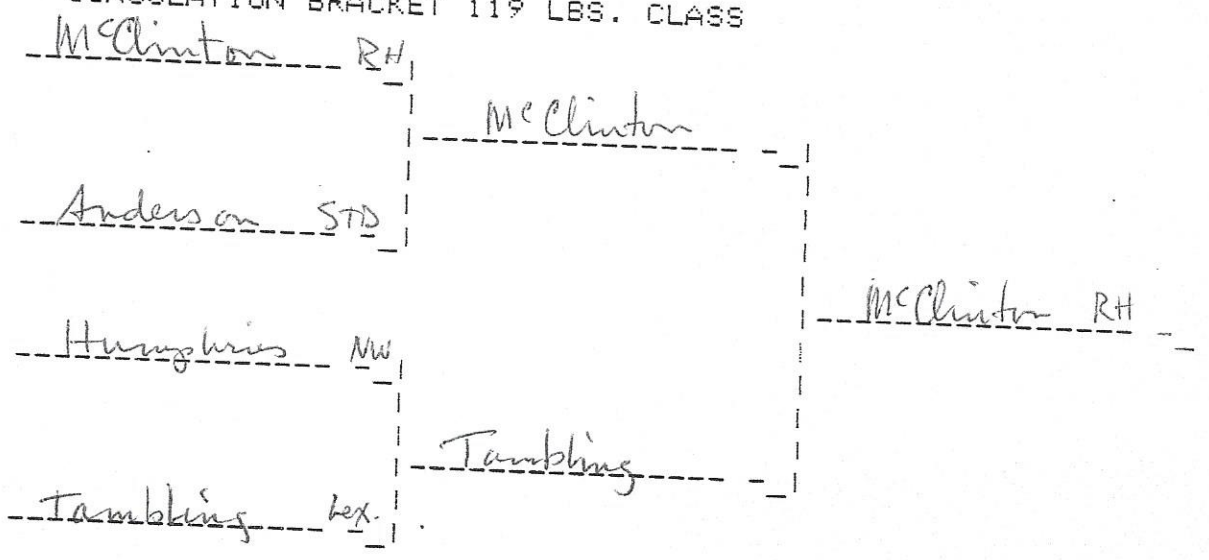 CONSOLATION BRACKET 119 LBS. CLASS
McClinton RH
McClinton
Anderson STD
McClinton RH
Humphries NW
Tambling
Tambling Lex.